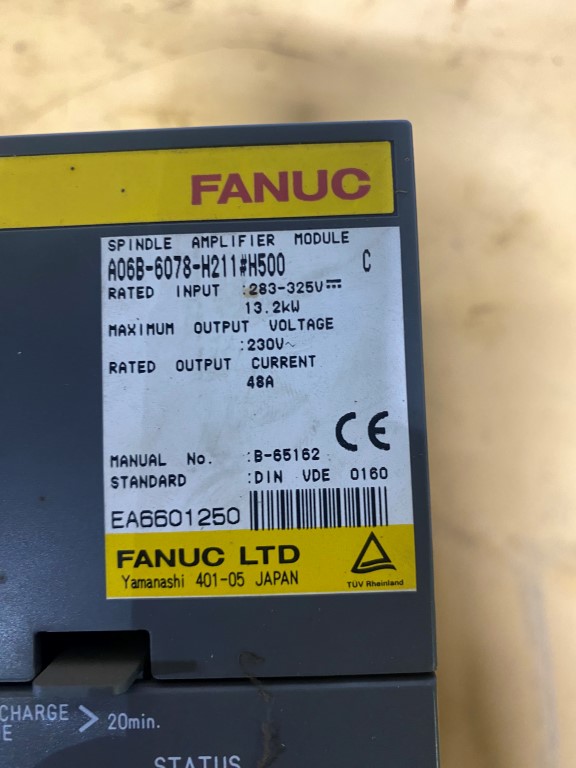 FANUC
SPINDLE AMPLIFIER MODULE
A06B-6078-H211#H500 C
RATED INPUT :283-325V⎓
13.2kW
MAXIMUM OUTPUT VOLTAGE
:230V~
RATED OUTPUT CURRENT
48A
CE
MANUAL No. :B-65162
STANDARD :DIN VDE 0160
EA6601250
FANUC LTD
Yamanashi 401-05 JAPAN
TÜV Rheinland
CHARGE > 20min.
STATUS